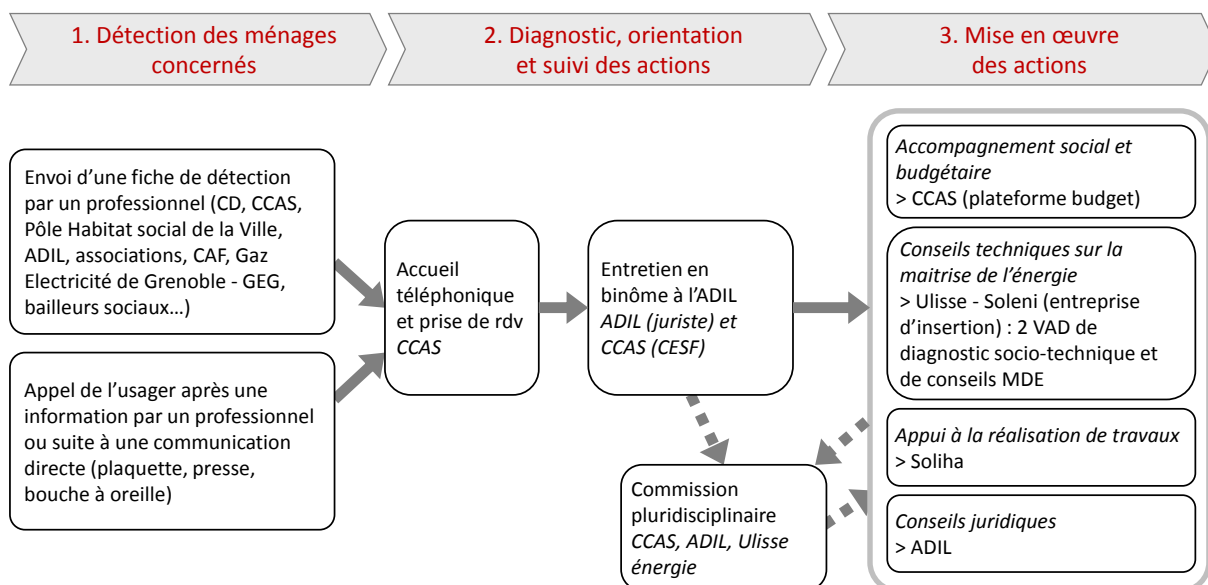 1. Détection des ménages
concernés
2. Diagnostic, orientation
et suivi des actions
3. Mise en œuvre
des actions
Envoi d’une fiche de détection
par un professionnel (CD, CCAS,
Pôle Habitat social de la Ville,
ADIL, associations, CAF, Gaz
Electricité de Grenoble - GEG,
bailleurs sociaux…)
Appel de l’usager après une
information par un professionnel
ou suite à une communication
directe (plaquette, presse,
bouche à oreille)
Accueil
téléphonique
et prise de rdv
CCAS
Entretien en
binôme à l’ADIL
ADIL (juriste) et
CCAS (CESF)
Commission
pluridisciplinaire
CCAS, ADIL, Ulisse
énergie
Accompagnement social et
budgétaire
> CCAS (plateforme budget)
Conseils techniques sur la
maitrise de l’énergie
> Ulisse - Soleni (entreprise
d’insertion) : 2 VAD de
diagnostic socio-technique et
de conseils MDE
Appui à la réalisation de travaux
> Soliha
Conseils juridiques
> ADIL